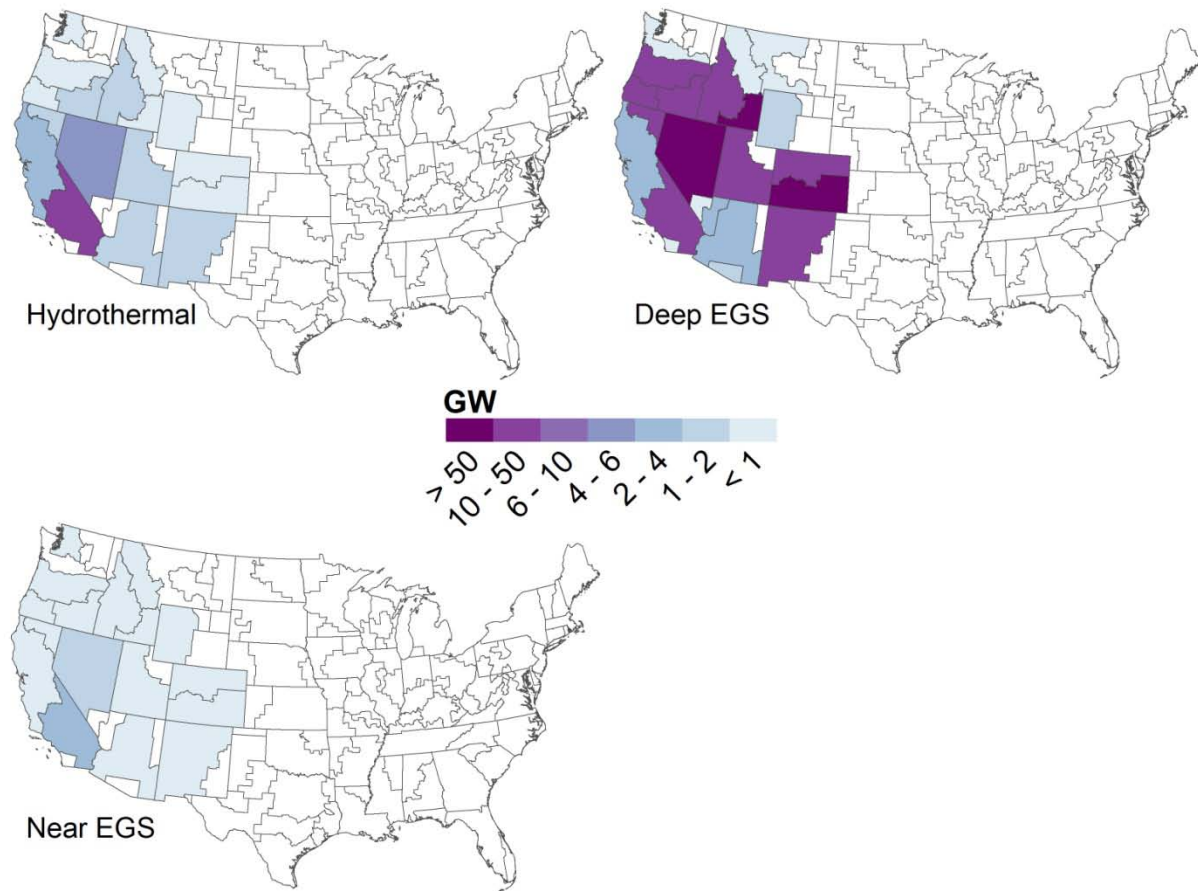 Hydrothermal
Deep EGS
GW
> 50
10 - 50
6 - 10
4 - 6
2 - 4
1 - 2
< 1
Near EGS